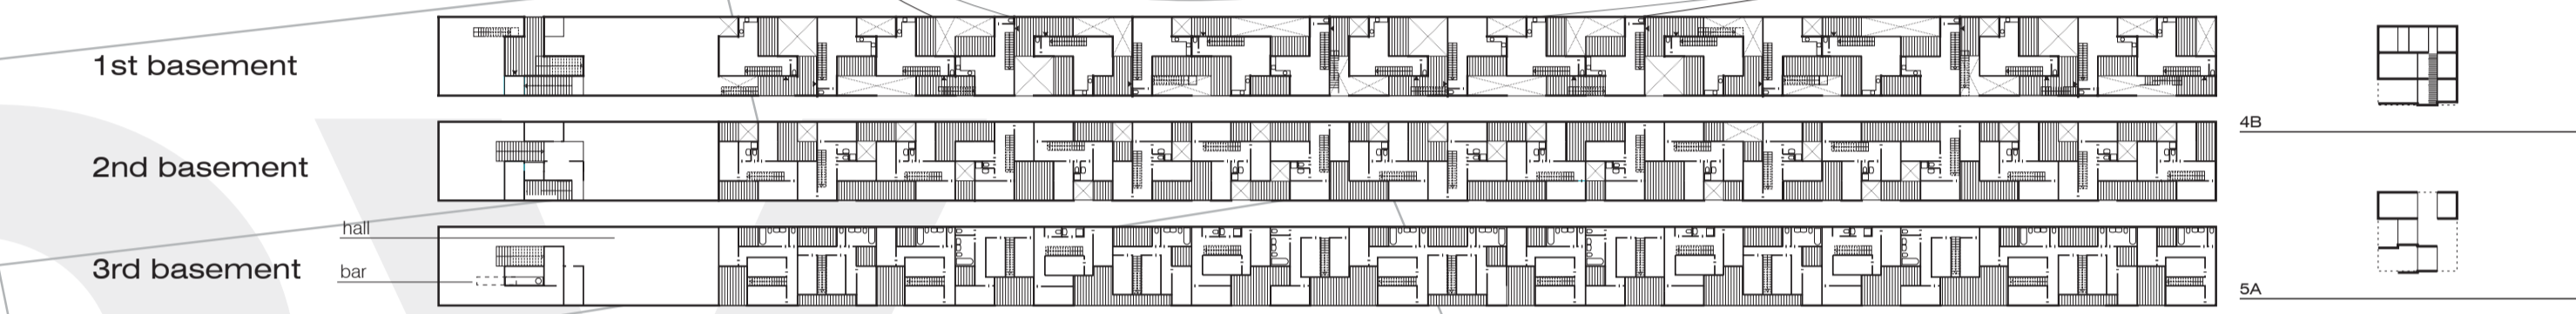 1st basement
4B
2nd basement
hall
3rd basement
bar
5A